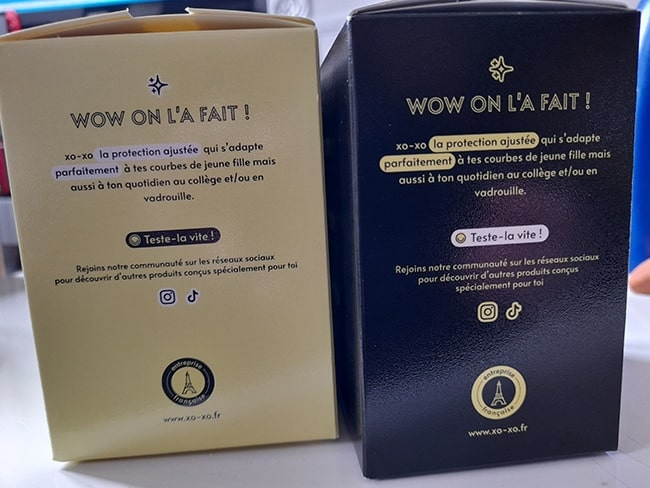 WOW ON L'A FAIT !
xo-xo la protection ajustée qui s'adapte
parfaitement à tes courbes de jeune fille mais
aussi à ton quotidien au collège et/ou en
vadrouille.
Teste-la vite !
Rejoins notre communauté sur les réseaux sociaux
pour découvrir d'autres produits conçus spécialement pour toi
entreprise
française
www.xo-xo.fr
WOW ON L'A FAIT !
xo-xo la protection ajustée qui s'adapte
parfaitement à tes courbes de jeune fille mais
aussi à ton quotidien au collège et/ou en
vadrouille.
Teste-la vite !
Rejoins notre communauté sur les réseaux sociaux
pour découvrir d'autres produits conçus
spécialement pour toi
entreprise
française
www.xo-xo.fr